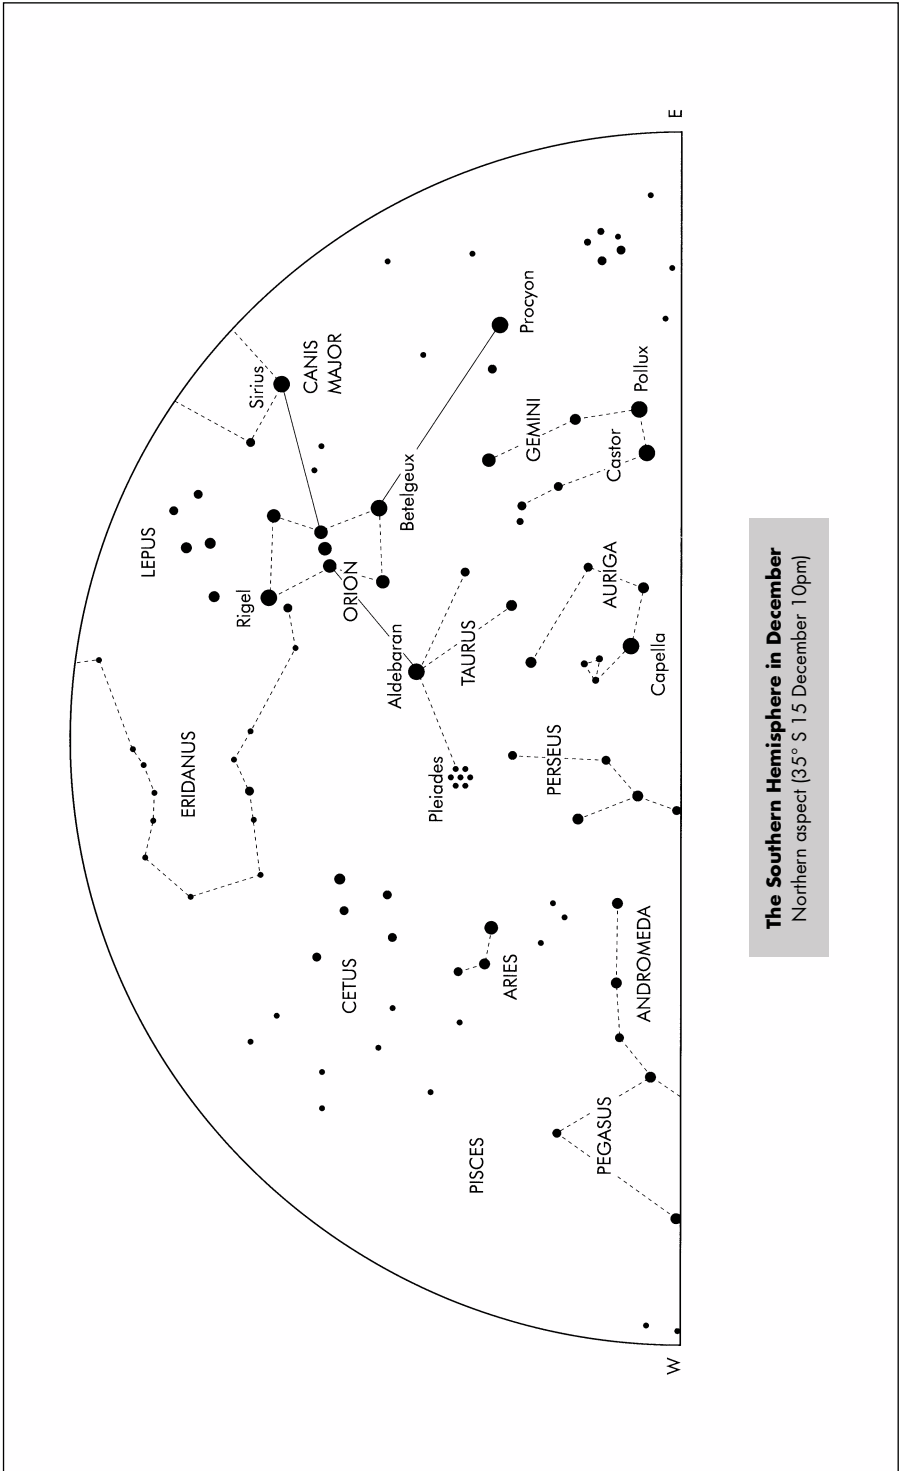 LEPUS
Sirius
CANIS
MAJOR
ERIDANUS
Rigel
ORION
Betelgeux
Procyon
Aldebaran
TAURUS
GEMINI
Castor
Pollux
Pleiades
AURIGA
Capella
PERSEUS
CETUS
ARIES
ANDROMEDA
PISCES
PEGASUS
W
E
The Southern Hemisphere in December
Northern aspect (35° S 15 December 10pm)